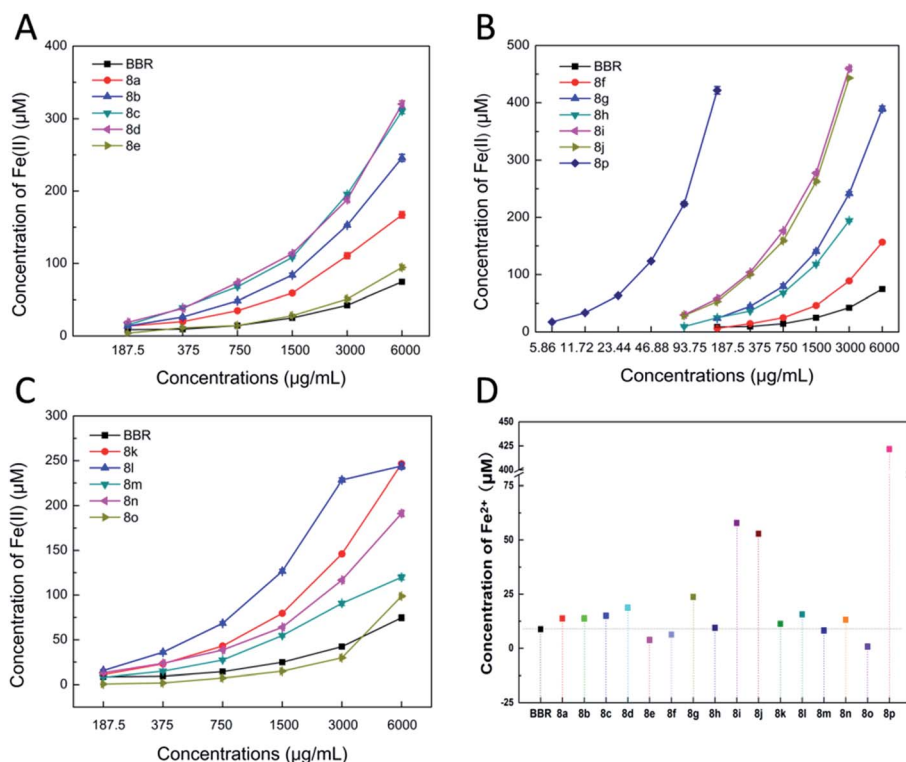 A
Concentration of Fe(II) (μM)
400
300
200
100
0
BBR
8a
8b
8c
8d
8e
187.5 375 750 1500 3000 6000
Concentrations (μg/mL)
B
Concentration of Fe(II) (μM)
500
400
300
200
100
0
BBR
8f
8g
8h
8i
8j
8p
5.86 11.72 23.44 46.88 93.75 187.5 375 750 1500 3000 6000
Concentrations (μg/mL)
C
Concentration of Fe(II) (μM)
300
250
200
150
100
50
0
BBR
8k
8l
8m
8n
8o
187.5 375 750 1500 3000 6000
Concentrations (μg/mL)
D
Concentration of Fe²⁺ (μM)
450
425
400
75
50
25
0
-25
BBR 8a 8b 8c 8d 8e 8f 8g 8h 8i 8j 8k 8l 8m 8n 8o 8p